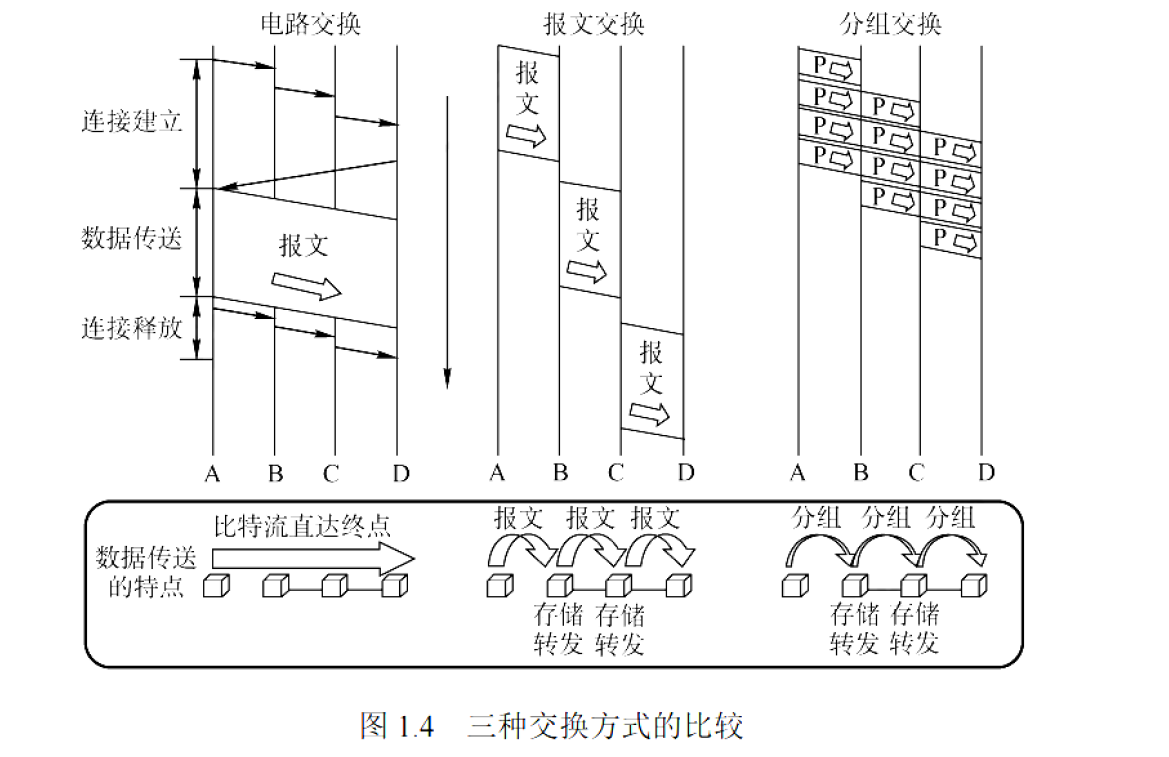 电路交换
报文交换
分组交换
连接建立
数据传送
连接释放
报文
报
文
报
文
报
文
P
P P
P P P
P P P
P P
P
A B C D
A B C D
A B C D
数据传送
的特点
比特流直达终点
报文 报文 报文
存储 存储
转发 转发
分组 分组 分组
存储 存储
转发 转发
图 1.4 三种交换方式的比较